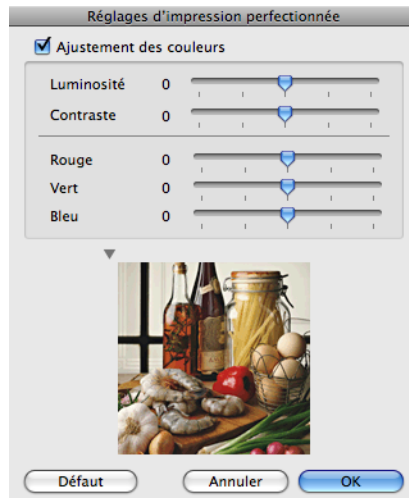 Réglages d'impression perfectionnée
Ajustement des couleurs
Luminosité 0
Contraste 0
Rouge 0
Vert 0
Bleu 0
Défaut Annuler OK